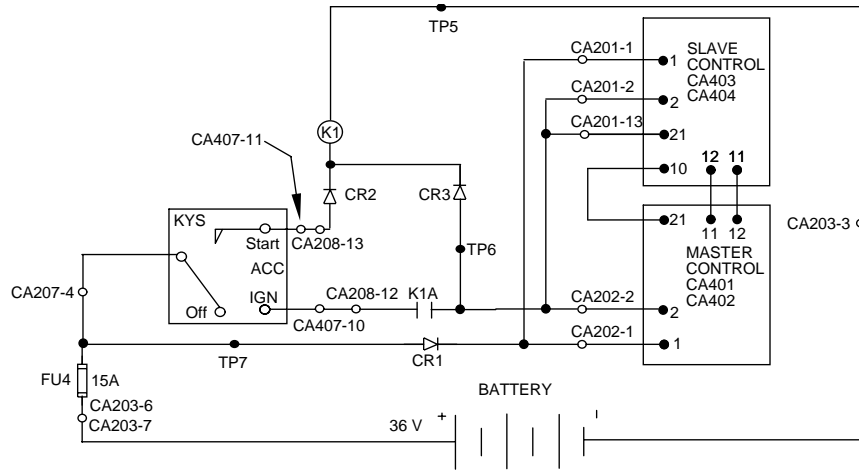 TP5
CA201-1
1
SLAVE
CONTROL
CA403
CA404
CA201-2
2
CA201-13
21
K1
CA407-11
12 11
10
CR2
CR3
KYS
Start
CA208-13
21
11 12
CA203-3
TP6
ACC
MASTER
CONTROL
CA401
CA402
CA207-4
IGN
CA208-12
K1A
CA202-2
2
Off
CA407-10
CA202-1
1
TP7
CR1
FU4
15A
BATTERY
CA203-6
CA203-7
36 V
+
-